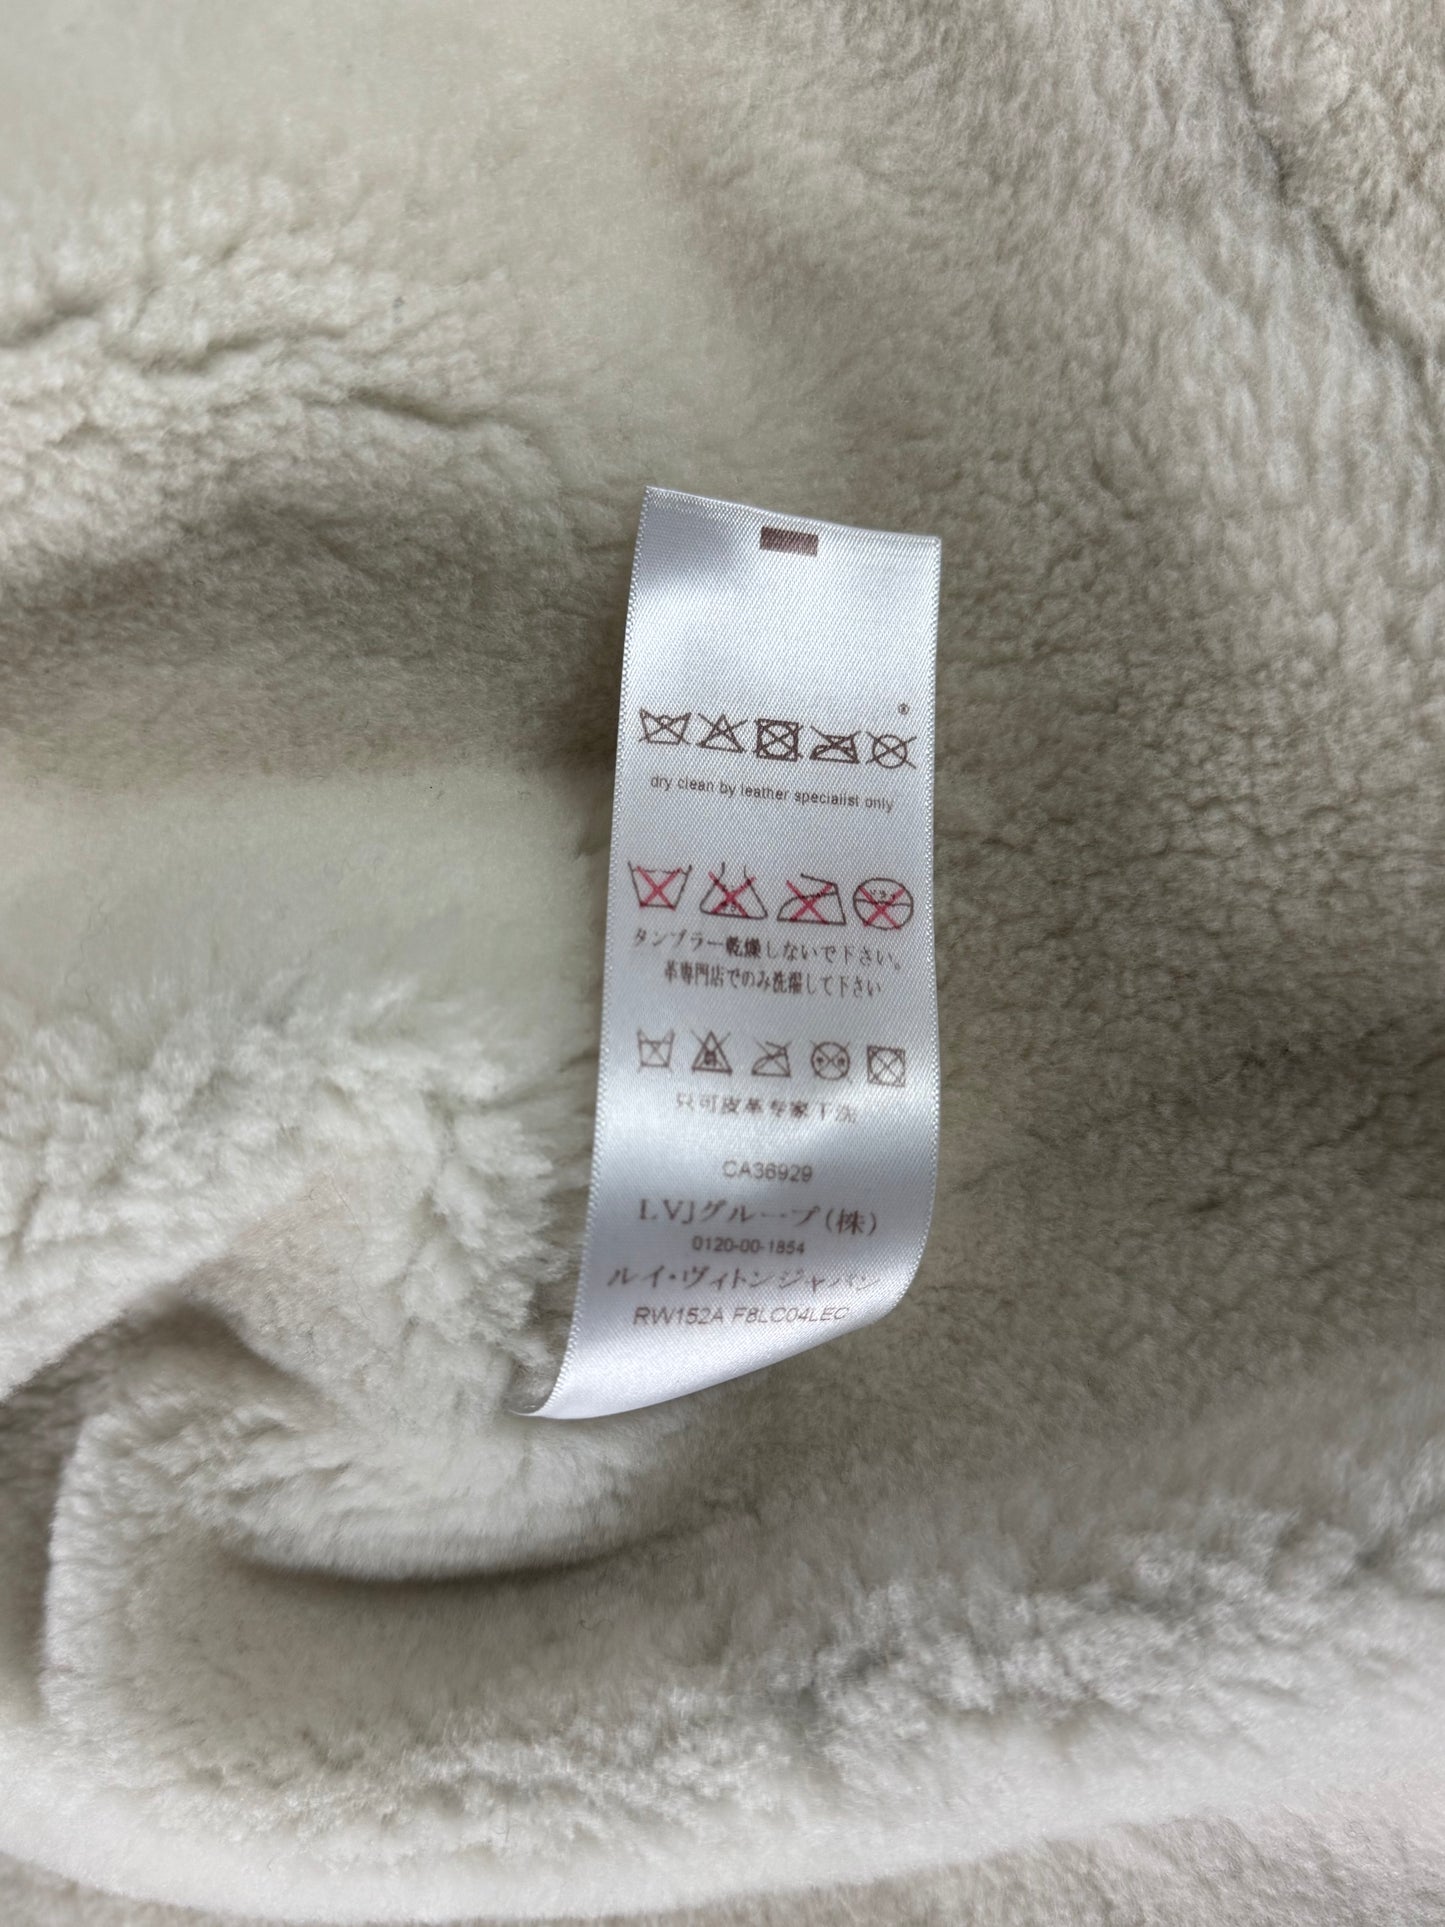 ®
dry clean by leather specialist only
タンブラー乾燥しないで下さい。
革専門店でのみ洗濯して下さい
只可皮革专家干洗
CA36929
LVJグループ(株)
0120-00-1854
ルイ・ヴィトンジャパン
RW152A F8LC04LEC